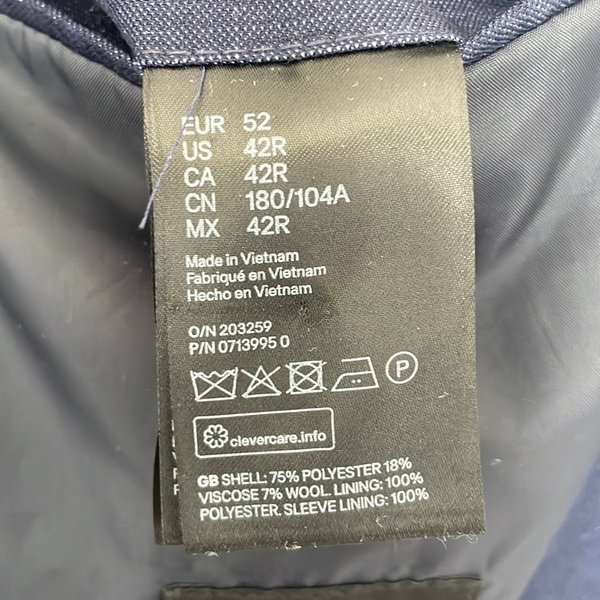 EUR 52
US 42R
CA 42R
CN 180/104A
MX 42R
Made in Vietnam
Fabriqué en Vietnam
Hecho en Vietnam
O/N 203259
P/N 0713995 0
P
clevercare.info
GB SHELL: 75% POLYESTER 18%
VISCOSE 7% WOOL. LINING: 100%
POLYESTER. SLEEVE LINING: 100%